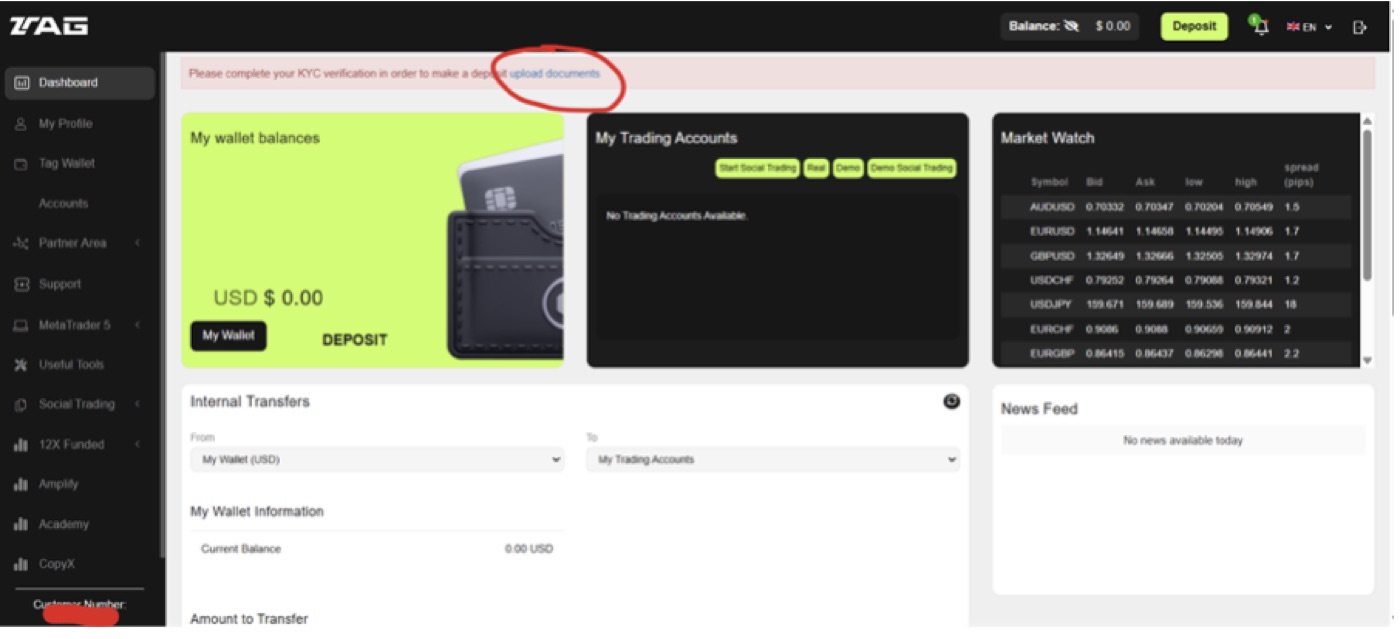 TAG
Balance: $ 0.00
Deposit
1
EN
Dashboard
My Profile
Tag Wallet
Accounts
Partner Area
Support
MetaTrader 5
Useful Tools
Social Trading
12X Funded
Amplify
Academy
CopyX
Customer Number:
Please complete your KYC verification in order to make a deposit upload documents
My wallet balances
USD $ 0.00
My Wallet
DEPOSIT
My Trading Accounts
Start Social Trading Real Demo Demo Social Trading
No Trading Accounts Available.
Market Watch
Symbol Bid Ask low high spread (pips)
AUDUSD 0.70332 0.70347 0.70204 0.70549 1.5
EURUSD 1.14641 1.14658 1.14495 1.14906 1.7
GBPUSD 1.32649 1.32666 1.32505 1.32974 1.7
USDCHF 0.79252 0.79264 0.79088 0.79321 1.2
USDJPY 159.671 159.689 159.536 159.844 18
EURCHF 0.9086 0.9088 0.90659 0.90912 2
EURGBP 0.86415 0.86437 0.86298 0.86441 2.2
Internal Transfers
From
My Wallet (USD)
To
My Trading Accounts
My Wallet Information
Current Balance 0.00 USD
Amount to Transfer
News Feed
No news available today